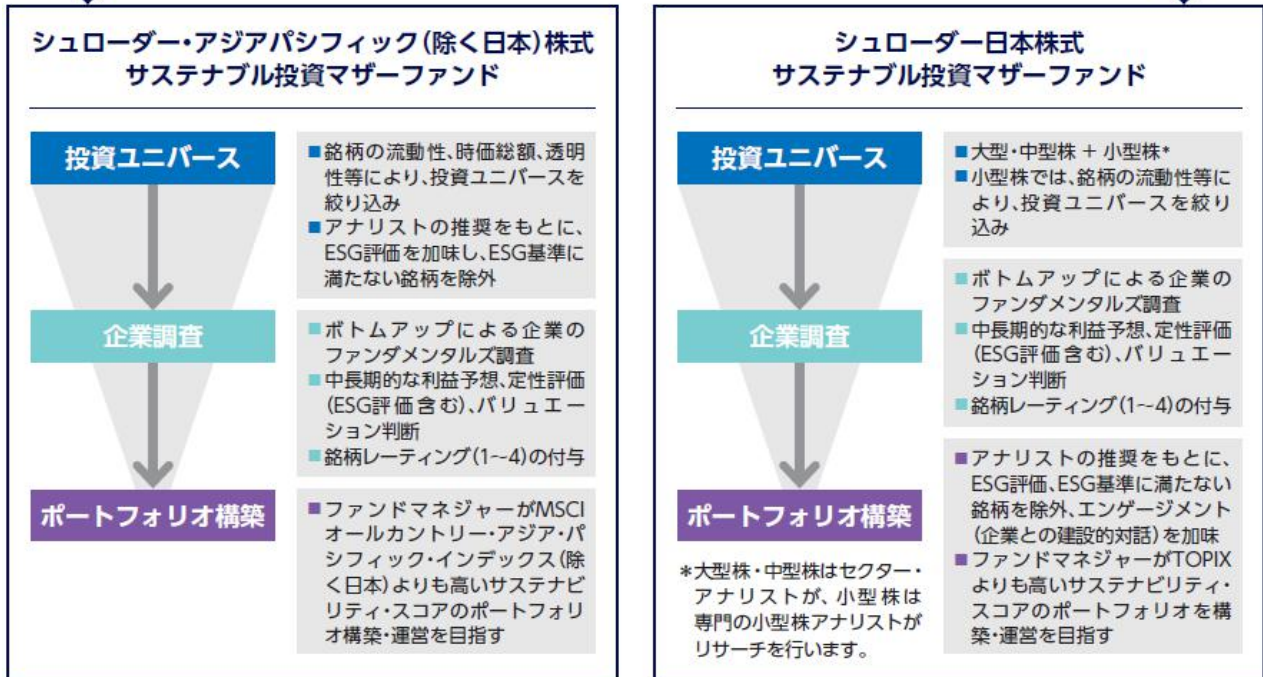 シュローダー・アジアパシフィック(除く日本)株式
サステナブル投資マザーファンド
投資ユニバース
■銘柄の流動性、時価総額、透明
性等により、投資ユニバースを
絞り込み
■アナリストの推奨をもとに、
ESG評価を加味し、ESG基準に
満たない銘柄を除外
企業調査
■ボトムアップによる企業の
ファンダメンタルズ調査
■中長期的な利益予想、定性評価
(ESG評価含む)、バリュエー
ション判断
■銘柄レーティング(1~4)の付与
ポートフォリオ構築
■ファンドマネジャーがMSCI
オールカントリー・アジア・パ
シフィック・インデックス(除
く日本)よりも高いサステナビ
リティ・スコアのポートフォリ
オ構築・運営を目指す
シュローダー日本株式
サステナブル投資マザーファンド
投資ユニバース
■大型・中型株 + 小型株*
■小型株では、銘柄の流動性等に
より、投資ユニバースを絞り
込み
企業調査
■ボトムアップによる企業の
ファンダメンタルズ調査
■中長期的な利益予想、定性評価
(ESG評価含む)、バリュエー
ション判断
■銘柄レーティング(1~4)の付与
ポートフォリオ構築
■アナリストの推奨をもとに、
ESG評価、ESG基準に満たない
銘柄を除外、エンゲージメント
(企業との建設的対話)を加味
■ファンドマネジャーがTOPIX
よりも高いサステナビリティ・
スコアのポートフォリオを構
築・運営を目指す
*大型株・中型株はセクター・
アナリストが、小型株は
専門の小型株アナリストが
リサーチを行います。